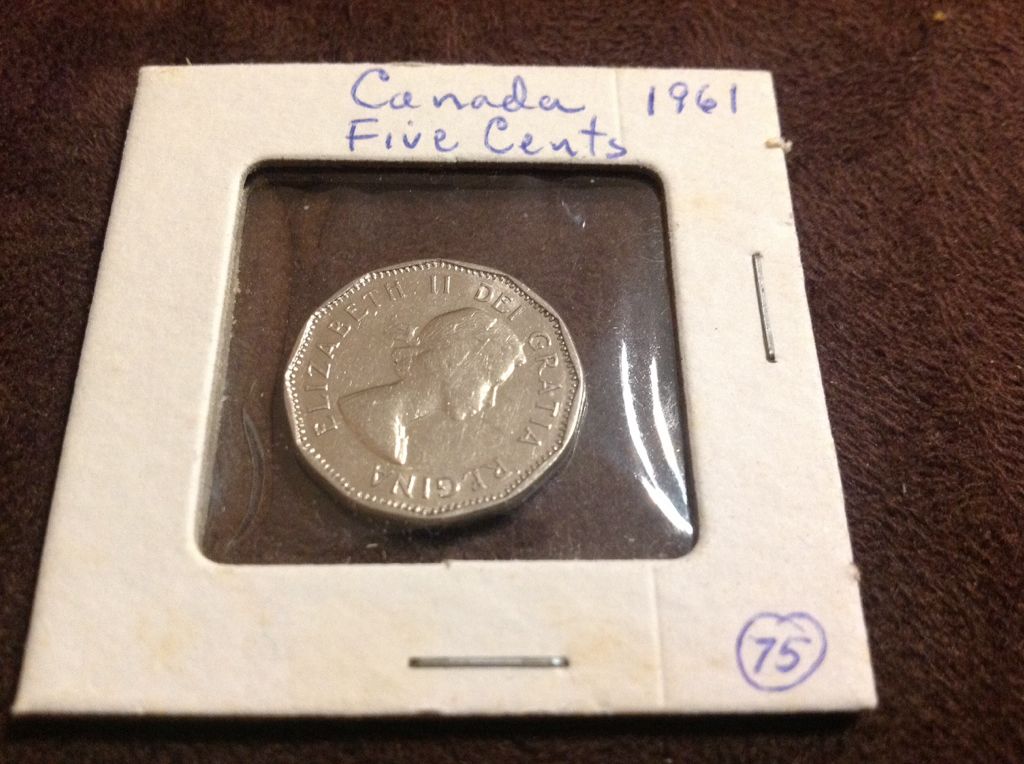 Canada 1961
Five Cents
ELIZABETH II DEI GRATIA REGINA
75